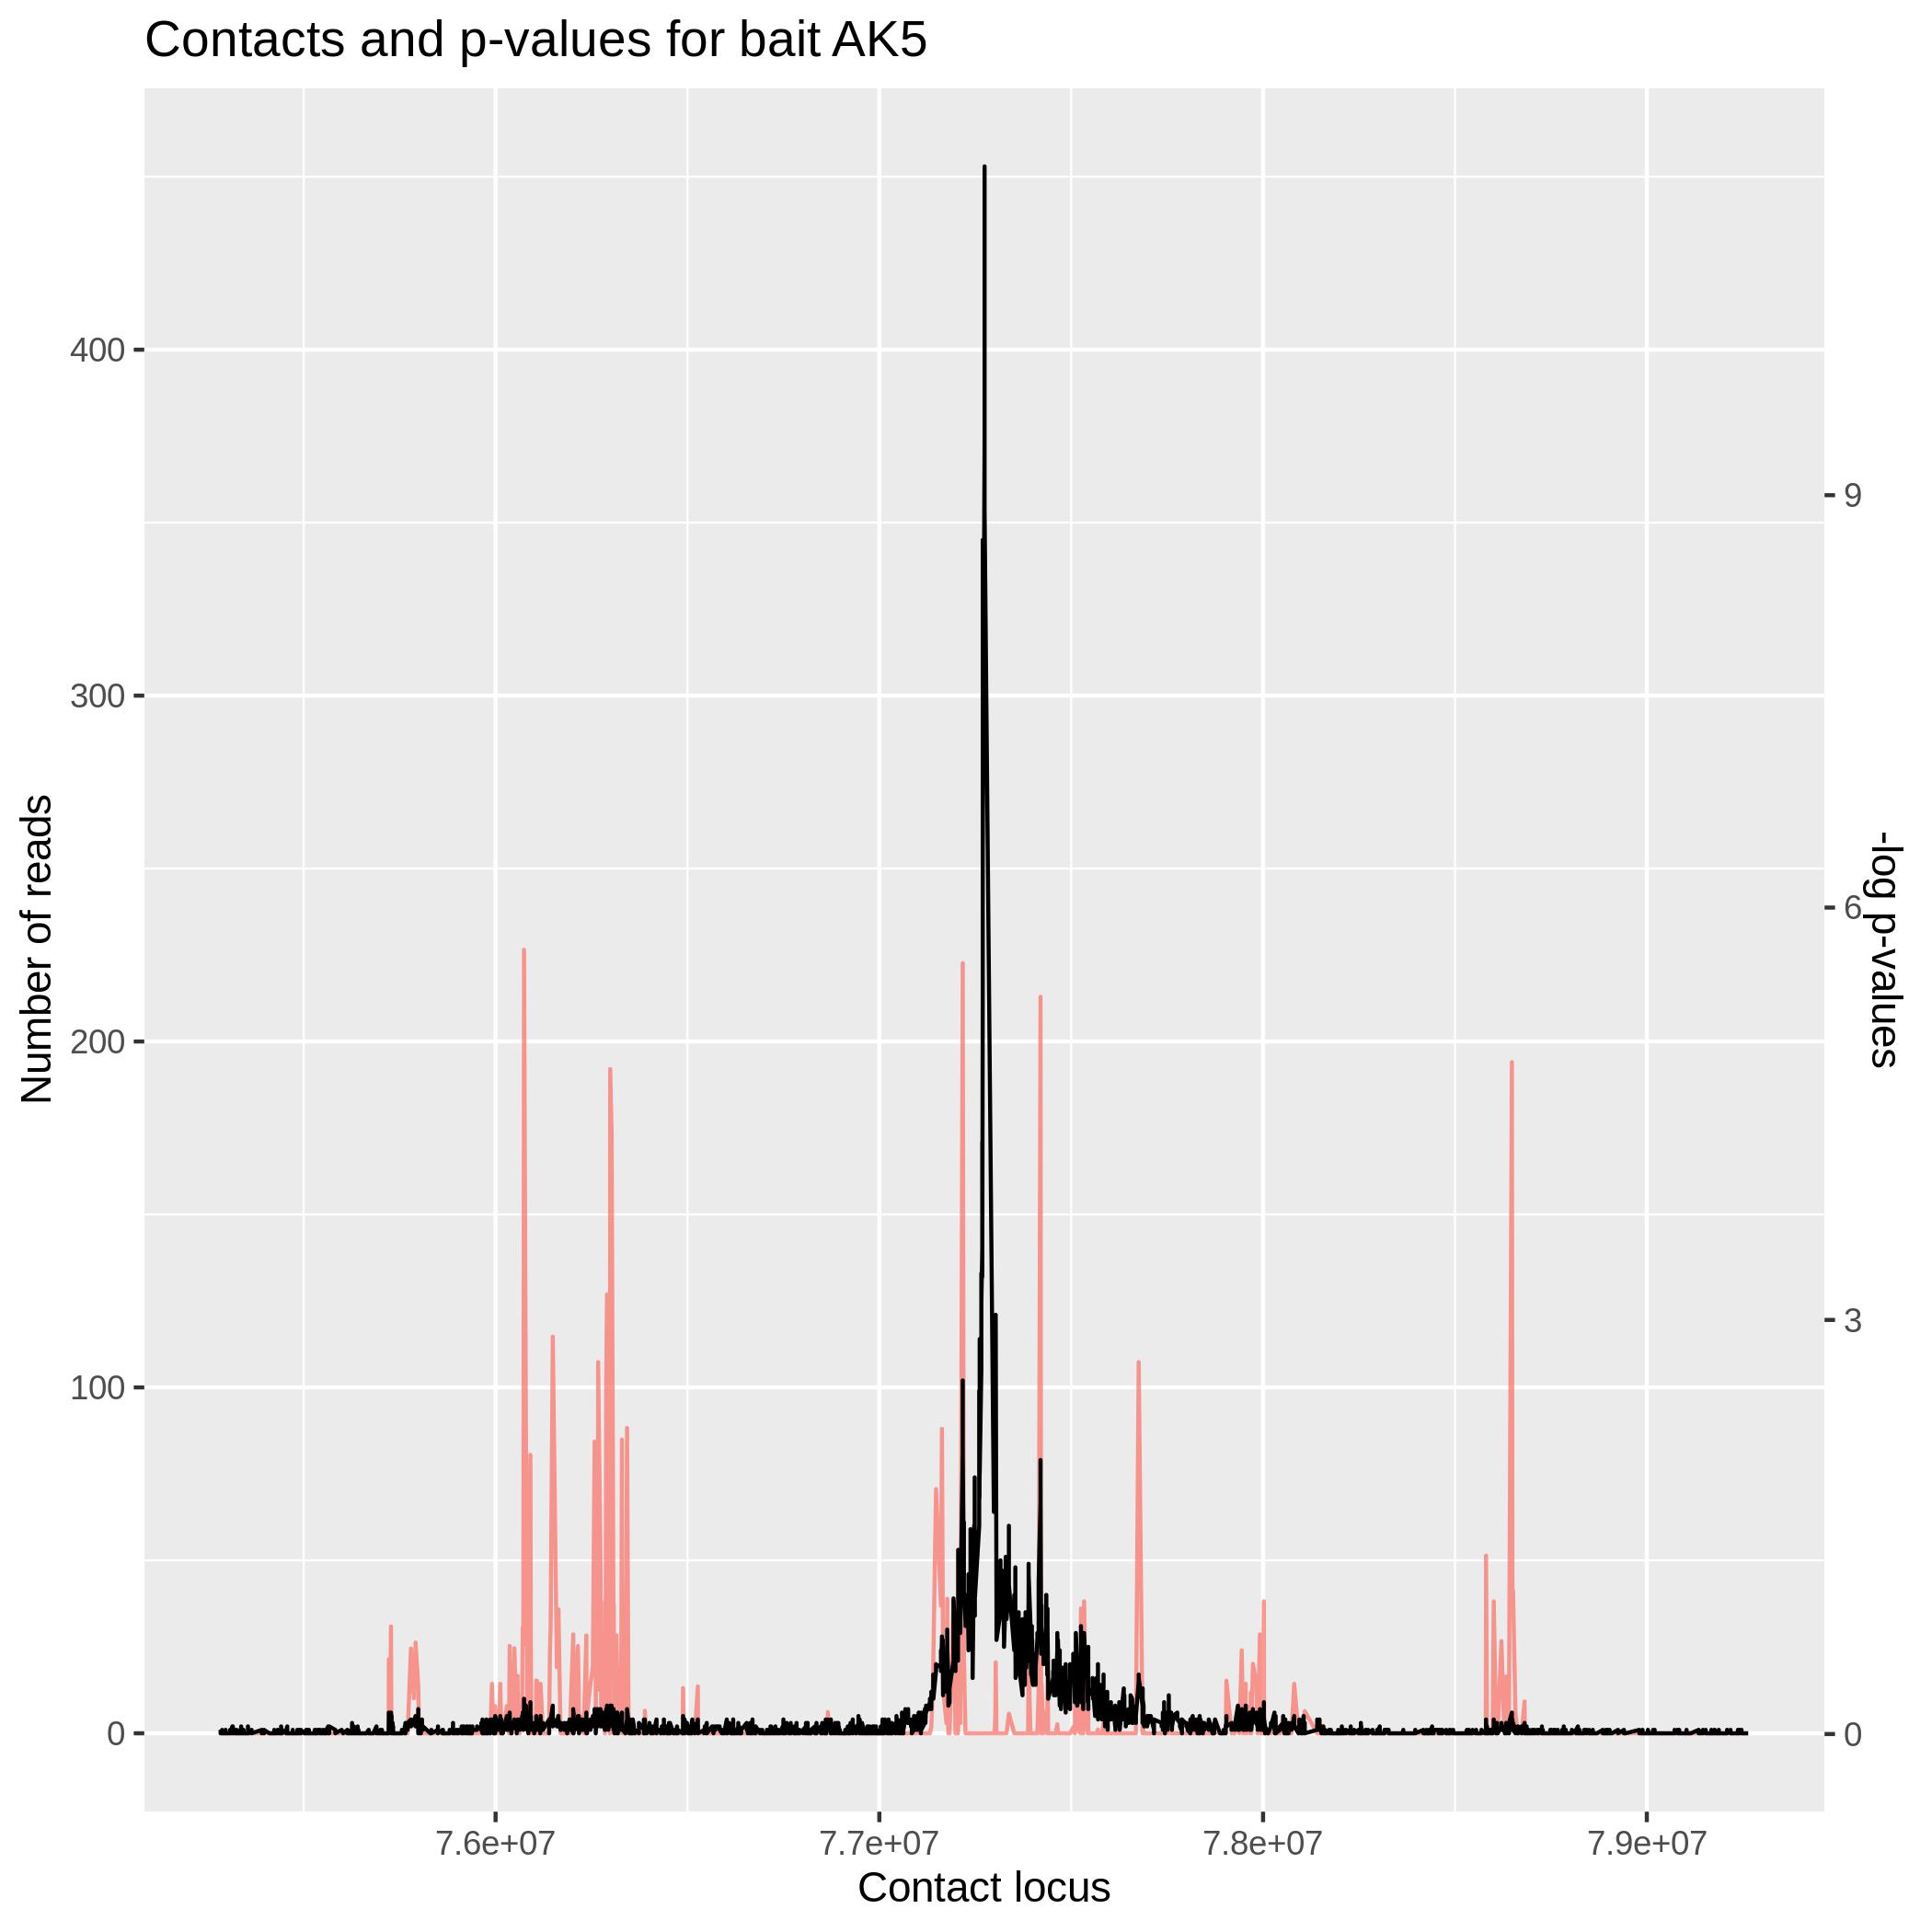 Contacts and p-values for bait AK5
Number of reads
400
300
200
100
0
9
6
3
0
-log p-values
7.6e+07 7.7e+07 7.8e+07 7.9e+07
Contact locus